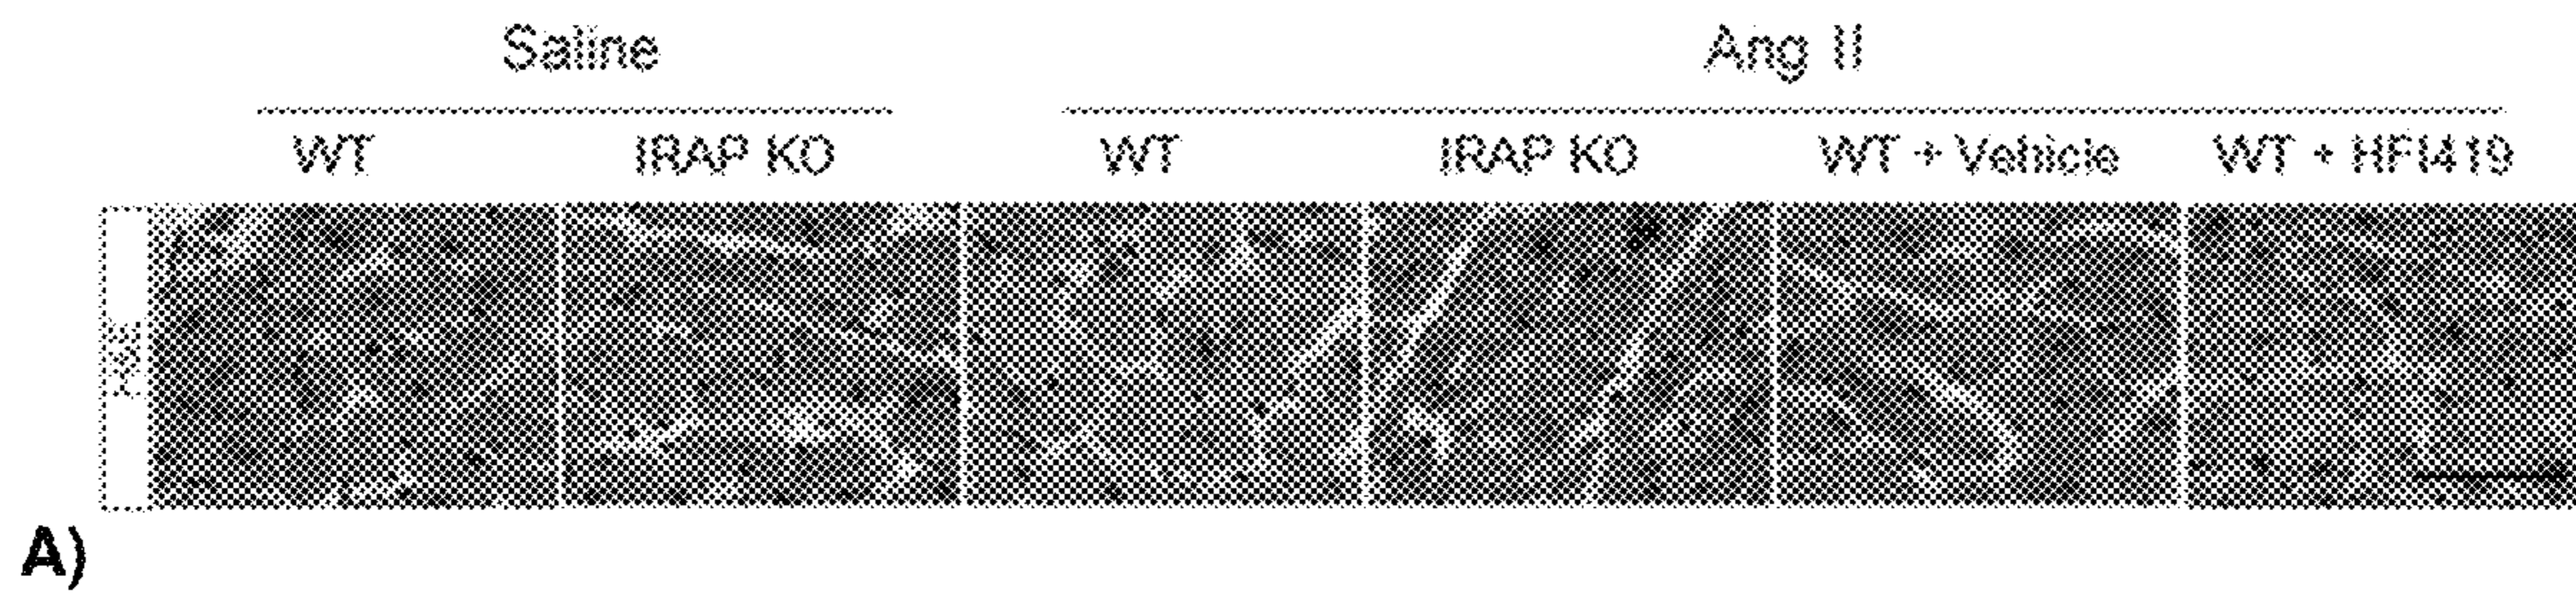 Saline Ang II
WT IRAP KO WT IRAP KO WT + Vehicle WT + HFI419
A)